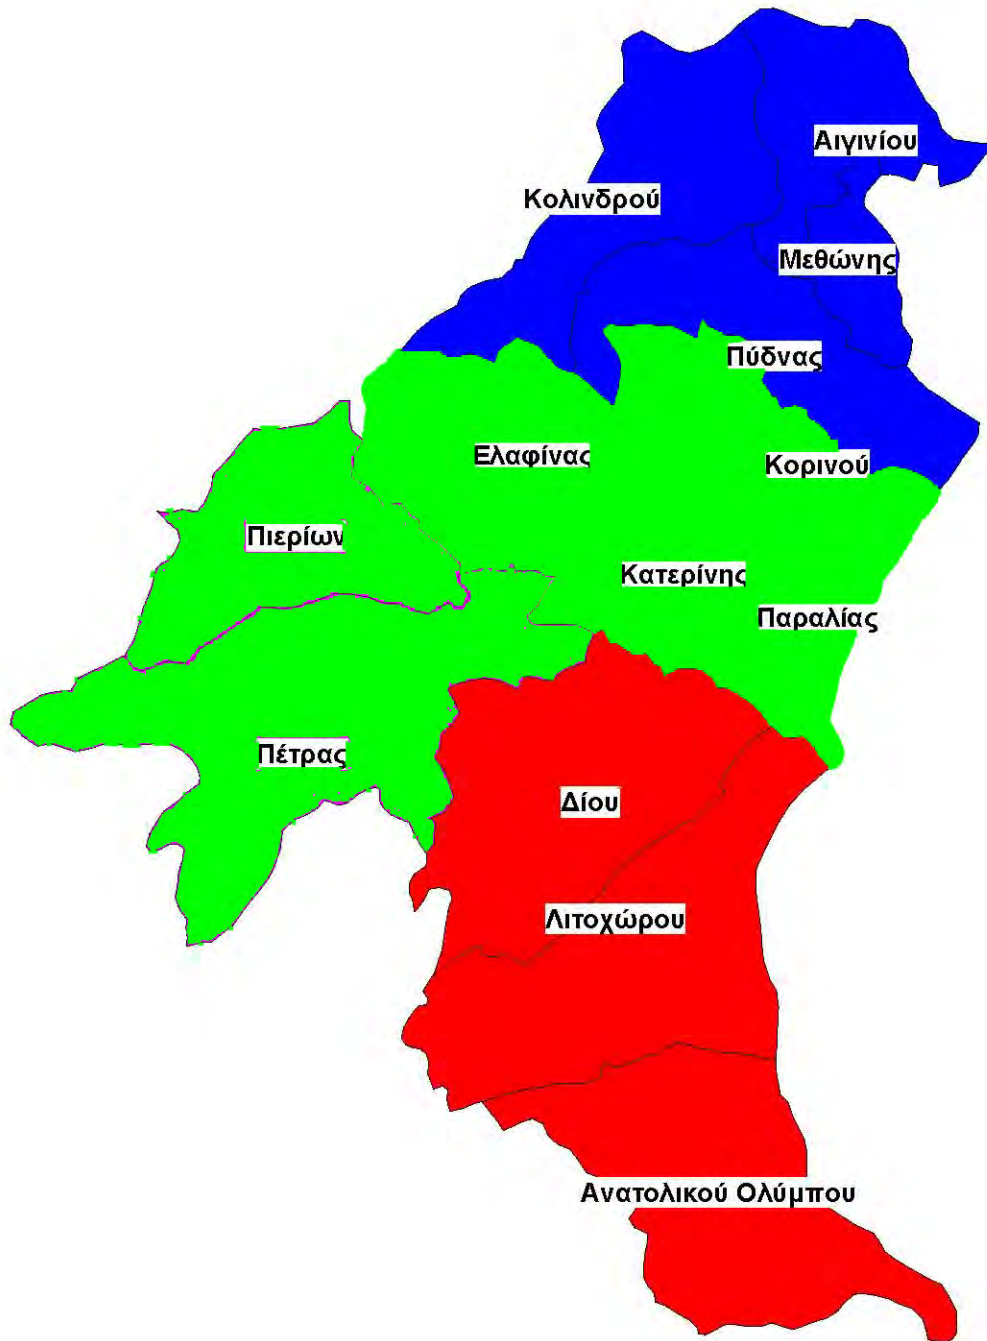 Αιγινίου
Κολινδρού
Μεθώνης
Πύδνας
Ελαφίνας
Κορινού
Πιερίων
Κατερίνης
Παραλίας
Πέτρας
Δίου
Λιτοχώρου
Ανατολικού Ολύμπου